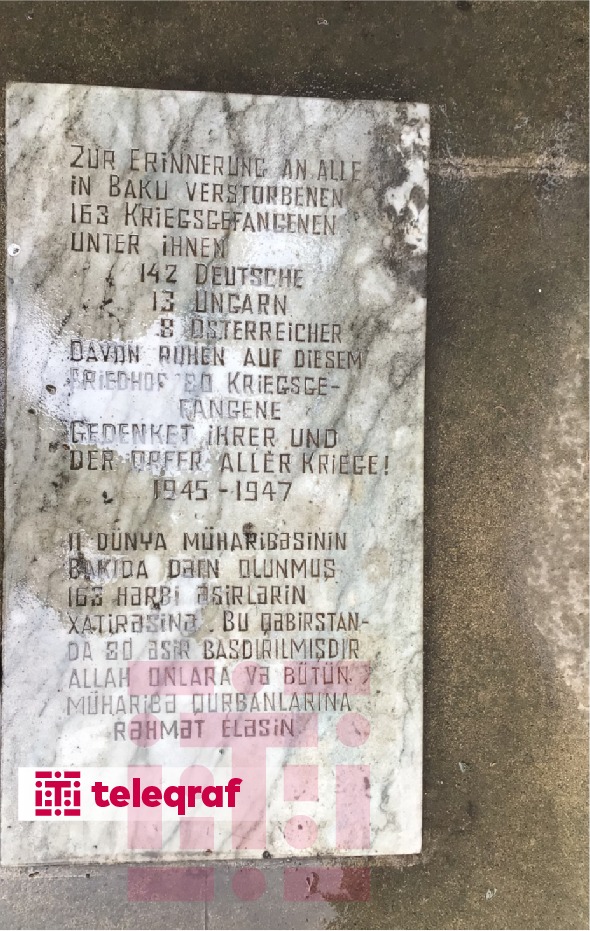 ZUR ERINNERUNG AN ALLE
IN BAKU VERSTORBENEN
163 KRIEGSGEFANGENEN
UNTER IHNEN
142 DEUTSCHE
13 UNGARN
8 ÖSTERREICHER
DAVON RUHEN AUF DIESEM
FRIEDHOF 80 KRIEGSGE-
FANGENE
GEDENKET IHRER UND
DER OPFER ALLER KRIEGE!
1945-1947
II DÜNYA MÜHARİBƏSİNİN
BAKIDA DƏFN OLUNMUŞ
163 HƏRBİ ƏSİRLƏRİN
XATİRƏSİNƏ. BU QƏBİRSTAN-
DA 80 ƏSİR BASDIRILMIŞDIR
ALLAH ONLARA VƏ BÜTÜN
MÜHARİBƏ QURBANLARINA
RƏHMƏT ELƏSİN
teleqraf